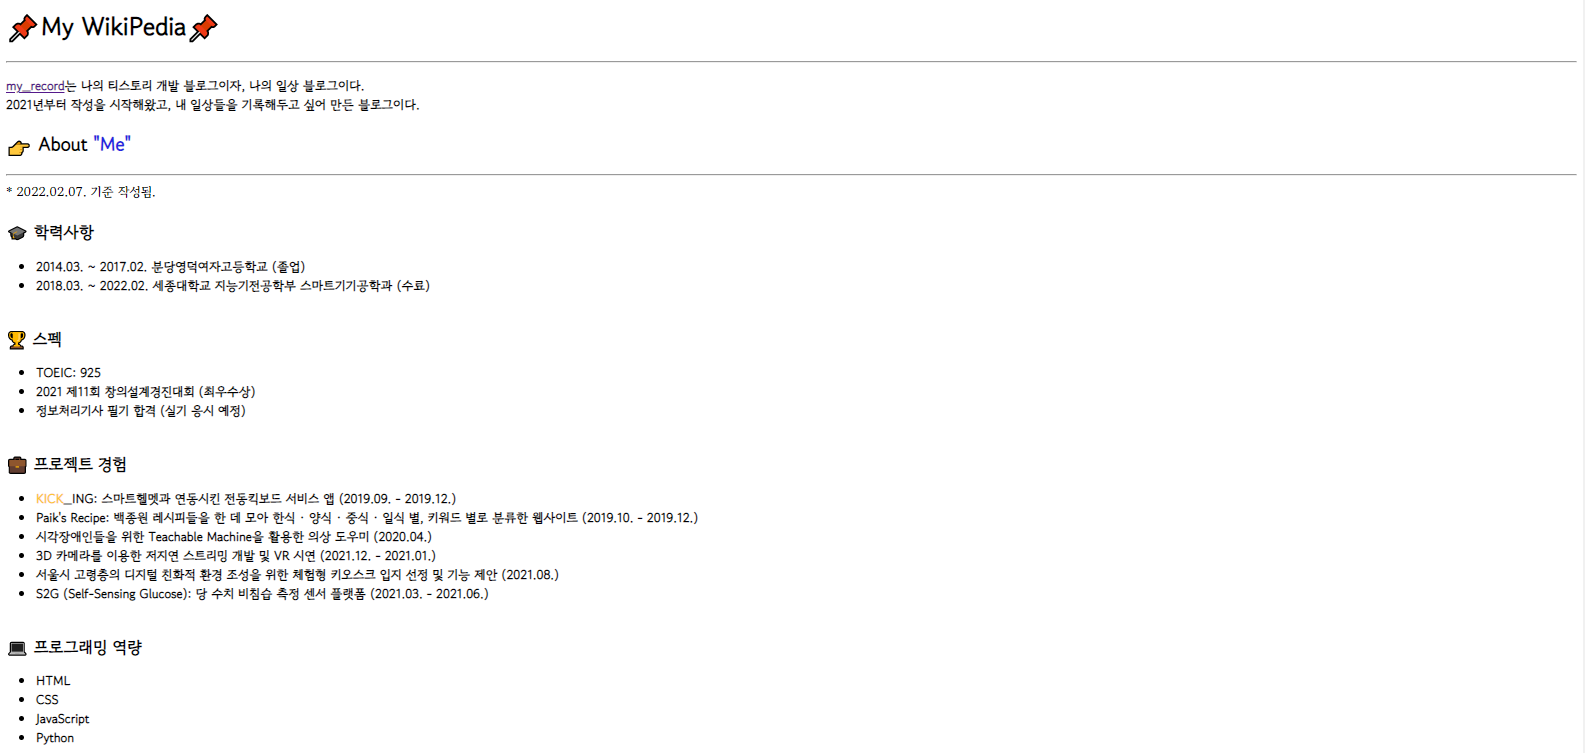 My WikiPedia
my_record는 나의 티스토리 개발 블로그이자, 나의 일상 블로그이다.
2021년부터 작성을 시작해왔고, 내 일상들을 기록해두고 싶어 만든 블로그이다.
About "Me"
* 2022.02.07. 기준 작성됨.
학력사항
2014.03. ~ 2017.02. 분당영덕여자고등학교 (졸업)
2018.03. ~ 2022.02. 세종대학교 지능기전공학부 스마트기기공학과 (수료)
스펙
TOEIC: 925
2021 제11회 창의설계경진대회 (최우수상)
정보처리기사 필기 합격 (실기 응시 예정)
프로젝트 경험
KICK_ING: 스마트헬멧과 연동시킨 전동킥보드 서비스 앱 (2019.09. - 2019.12.)
Paik's Recipe: 백종원 레시피들을 한 데 모아 한식 · 양식 · 중식 · 일식 별, 키워드 별로 분류한 웹사이트 (2019.10. - 2019.12.)
시각장애인들을 위한 Teachable Machine을 활용한 의상 도우미 (2020.04.)
3D 카메라를 이용한 저지연 스트리밍 개발 및 VR 시연 (2021.12. - 2021.01.)
서울시 고령층의 디지털 친화적 환경 조성을 위한 체험형 키오스크 입지 선정 및 기능 제안 (2021.08.)
S2G (Self-Sensing Glucose): 당 수치 비침습 측정 센서 플랫폼 (2021.03. - 2021.06.)
프로그래밍 역량
HTML
CSS
JavaScript
Python